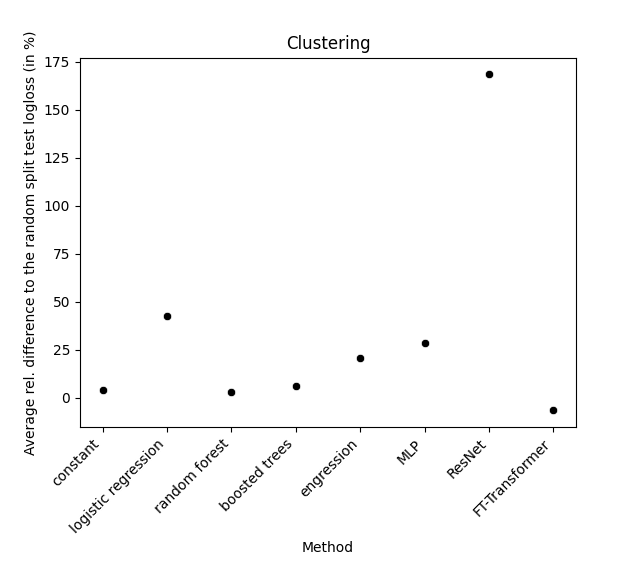 Clustering
Average rel. difference to the random split test logloss (in %)
175
150
125
100
75
50
25
0
constant
logistic regression
random forest
boosted trees
engression
MLP
ResNet
FT-Transformer
Method